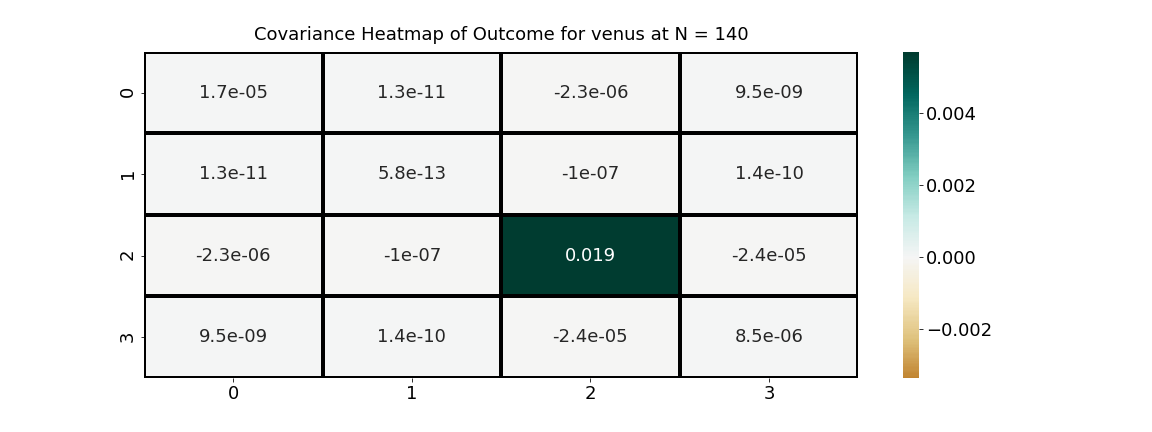 Covariance Heatmap of Outcome for venus at N = 140
0 1.7e-05 1.3e-11 -2.3e-06 9.5e-09
1 1.3e-11 5.8e-13 -1e-07 1.4e-10
2 -2.3e-06 -1e-07 0.019 -2.4e-05
3 9.5e-09 1.4e-10 -2.4e-05 8.5e-06
0 1 2 3
0.004
0.002
0.000
−0.002